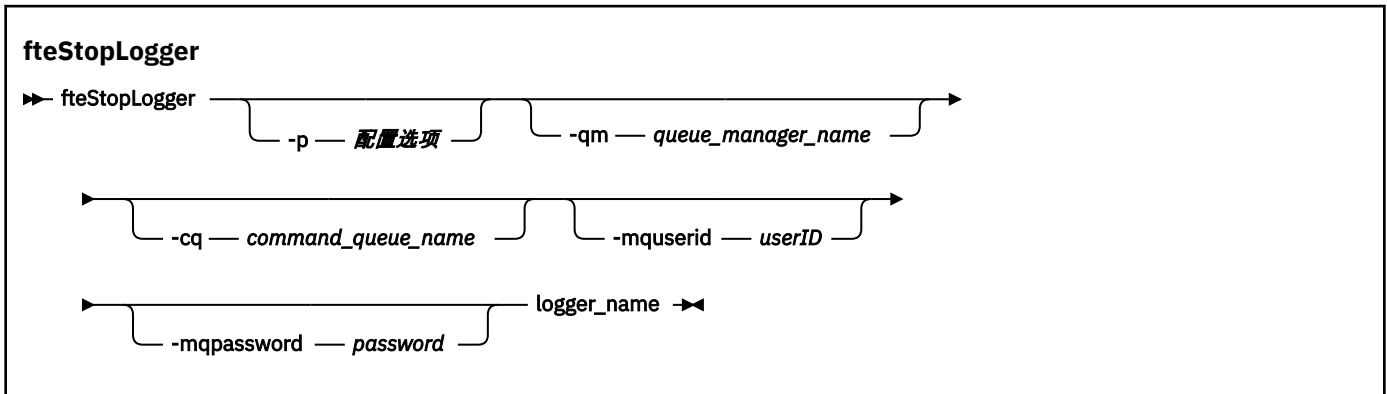 fteStopLogger
fteStopLogger
-p 配置选项 -qm queue_manager_name
-cq command_queue_name -mquserid userID
logger_name
-mqpassword password